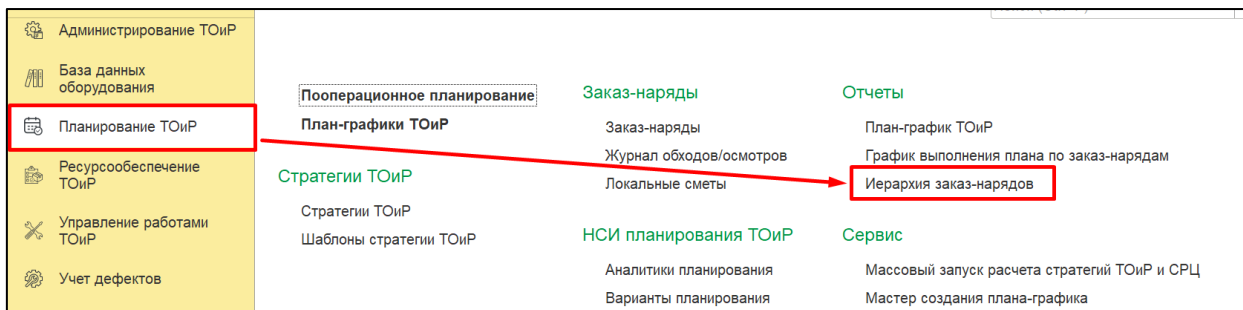 Администрирование ТОиР
База данных
оборудования
Планирование ТОиР
Ресурсообеспечение
ТОиР
Управление работами
ТОиР
Учет дефектов
Пооперационное планирование
План-графики ТОиР
Стратегии ТОиР
Стратегии ТОиР
Шаблоны стратегии ТОиР
Заказ-наряды
Заказ-наряды
Журнал обходов/осмотров
Локальные сметы
НСИ планирования ТОиР
Аналитики планирования
Варианты планирования
Отчеты
План-график ТОиР
График выполнения плана по заказ-нарядам
Иерархия заказ-нарядов
Сервис
Массовый запуск расчета стратегий ТОиР и СРЦ
Мастер создания плана-графика